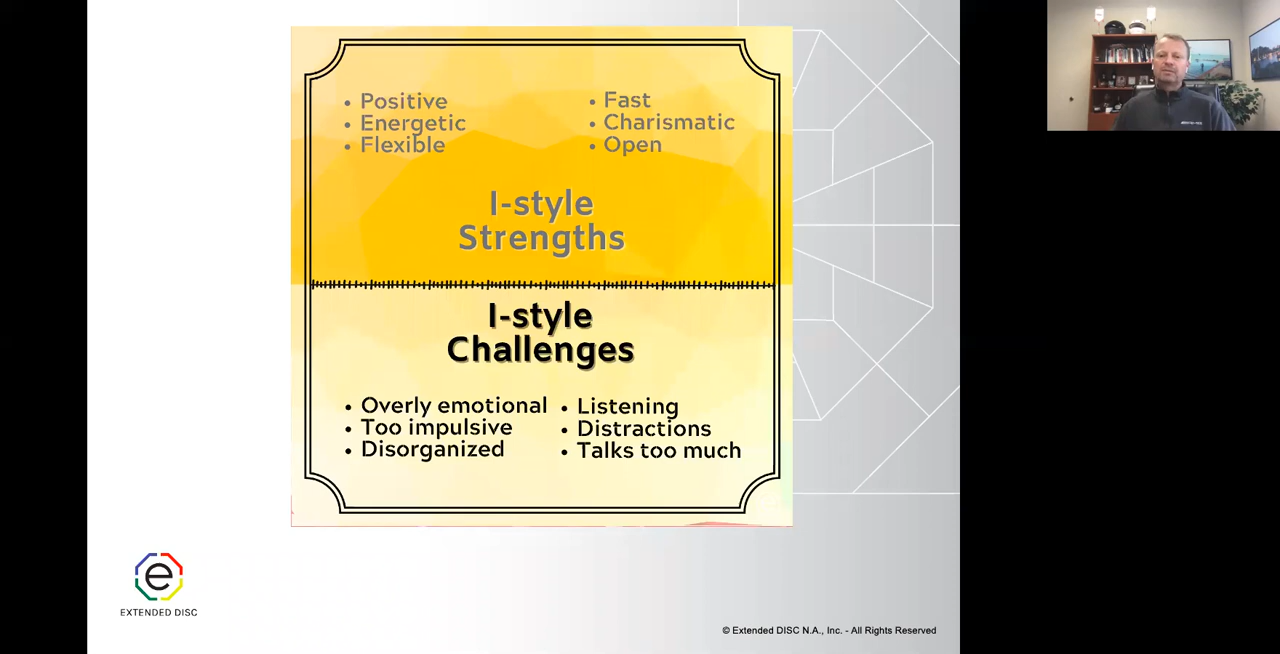 • Positive
• Energetic
• Flexible
• Fast
• Charismatic
• Open
I-style
Strengths
I-style
Challenges
• Overly emotional
• Too impulsive
• Disorganized
• Listening
• Distractions
• Talks too much
e
EXTENDED DISC
© Extended DISC N.A., Inc. - All Rights Reserved